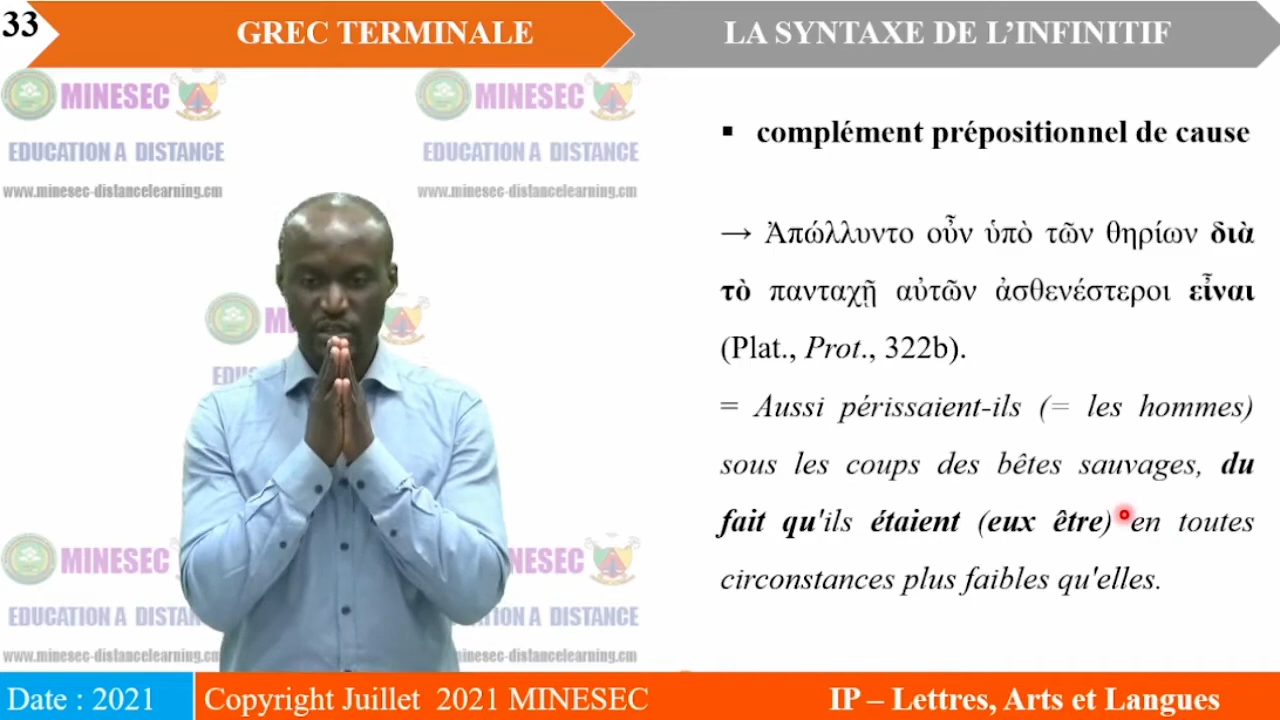 33
GREC TERMINALE
LA SYNTAXE DE L'INFINITIF
MINESEC
EDUCATION A DISTANCE
www.minesec-distancelearning.cm
MINESEC
EDUCATION A DISTANCE
www.minesec-distancelearning.cm
▪ complément prépositionnel de cause
→ Ἀπώλλυντο οὖν ὑπὸ τῶν θηρίων διὰ
τὸ πανταχῇ αὐτῶν ἀσθενέστεροι εἶναι
(Plat., Prot., 322b).
= Aussi périssaient-ils (= les hommes)
sous les coups des bêtes sauvages, du
fait qu'ils étaient (eux être) en toutes
circonstances plus faibles qu'elles.
MINESEC
EDUCATION A DISTAN
www.minesec-distancelearning.cm
MINESEC
TION A DISTANCE
minesec-distancelearning.cm
Date : 2021
Copyright Juillet 2021 MINESEC
IP – Lettres, Arts et Langues